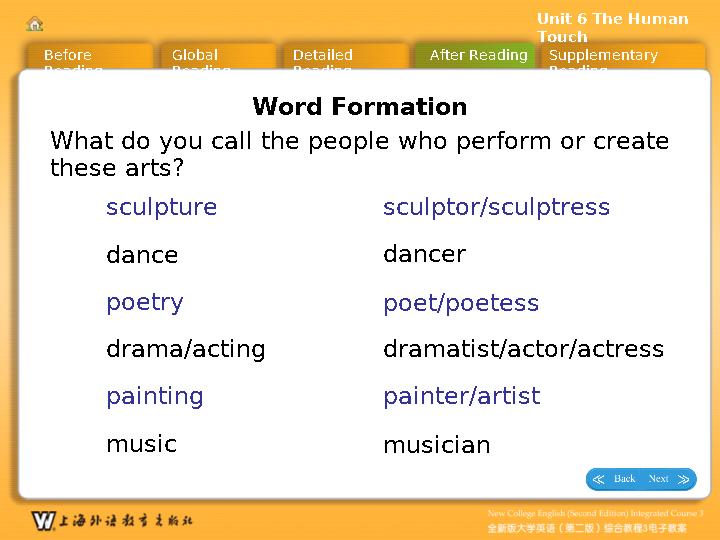 Unit 6 The Human
Touch
Before
Reading
Global
Reading
Detailed
Reading
After Reading
Supplementary
Reading
Word Formation
What do you call the people who perform or create
these arts?
sculpture sculptor/sculptress
dance dancer
poetry poet/poetess
drama/acting dramatist/actor/actress
painting painter/artist
music musician
Back Next
上海外语教育出版社
New College English (Second Edition) Integrated Course 3
全新版大学英语（第二版）综合教程3电子教案